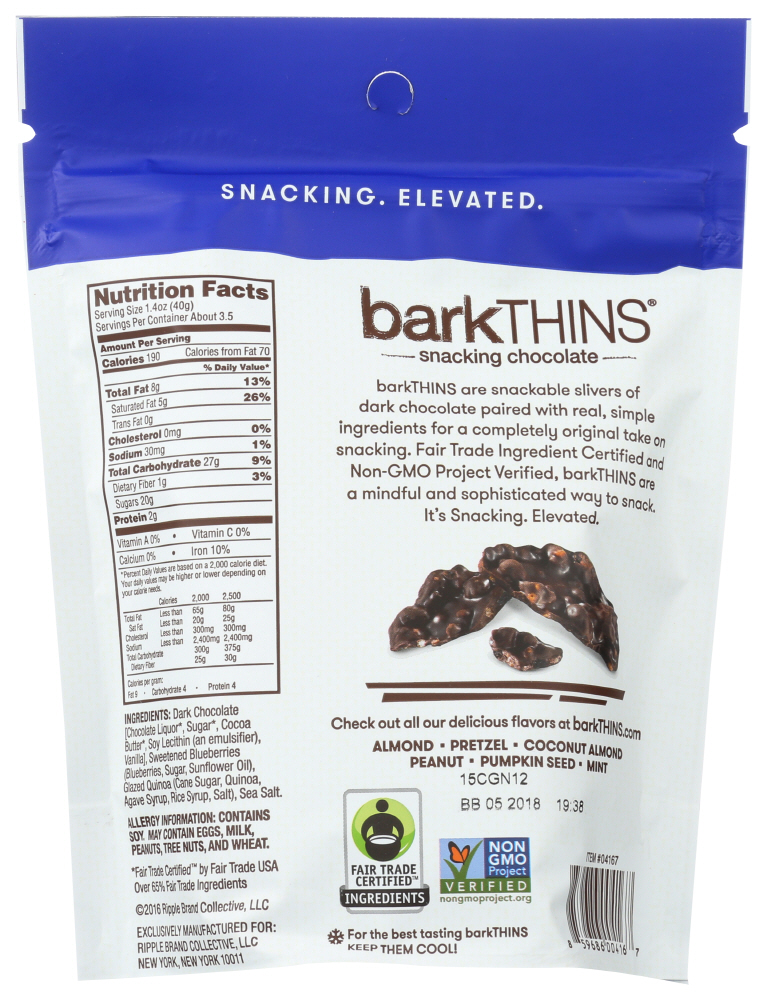 SNACKING. ELEVATED.
Nutrition Facts
Serving Size 1.4oz (40g)
Servings Per Container About 3.5
Amount Per Serving
Calories 190 Calories from Fat 70
% Daily Value*
Total Fat 8g 13%
Saturated Fat 5g 26%
Trans Fat 0g
Cholesterol 0mg 0%
Sodium 30mg 1%
Total Carbohydrate 27g 9%
Dietary Fiber 1g 3%
Sugars 20g
Protein 2g
Vitamin A 0% • Vitamin C 0%
Calcium 0% • Iron 10%
*Percent Daily Values are based on a 2,000 calorie diet.
Your daily values may be higher or lower depending on
your calorie needs.
Calories 2,000 2,500
Total Fat Less than 65g 80g
Sat Fat Less than 20g 25g
Cholesterol Less than 300mg 300mg
Sodium Less than 2,400mg 2,400mg
Total Carbohydrate 300g 375g
Dietary Fiber 25g 30g
Calories per gram:
Fat 9 • Carbohydrate 4 • Protein 4
INGREDIENTS: Dark Chocolate
[Chocolate Liquor*, Sugar*, Cocoa
Butter*, Soy Lecithin (an emulsifier),
Vanilla], Sweetened Blueberries
(Blueberries, Sugar, Sunflower Oil),
Glazed Quinoa (Cane Sugar, Quinoa,
Agave Syrup, Rice Syrup, Salt), Sea Salt.
ALLERGY INFORMATION: CONTAINS
SOY. MAY CONTAIN EGGS, MILK,
PEANUTS, TREE NUTS, AND WHEAT.
*Fair Trade Certified™ by Fair Trade USA
Over 65% Fair Trade Ingredients
©2016 Ripple Brand Collective, LLC
EXCLUSIVELY MANUFACTURED FOR:
RIPPLE BRAND COLLECTIVE, LLC
NEW YORK, NEW YORK 10011
barkTHINS®
snacking chocolate
barkTHINS are snackable slivers of
dark chocolate paired with real, simple
ingredients for a completely original take on
snacking. Fair Trade Ingredient Certified and
Non-GMO Project Verified, barkTHINS are
a mindful and sophisticated way to snack.
It's Snacking. Elevated.
Check out all our delicious flavors at barkTHINS.com
ALMOND • PRETZEL • COCONUT ALMOND
PEANUT • PUMPKIN SEED • MINT
15CGN12
BB 05 2018 19:38
FAIR TRADE
CERTIFIED™
INGREDIENTS
NON
GMO
Project
VERIFIED
nongmoproject.org
For the best tasting barkTHINS
KEEP THEM COOL!
ITEM #04167
8 59686 00416 7